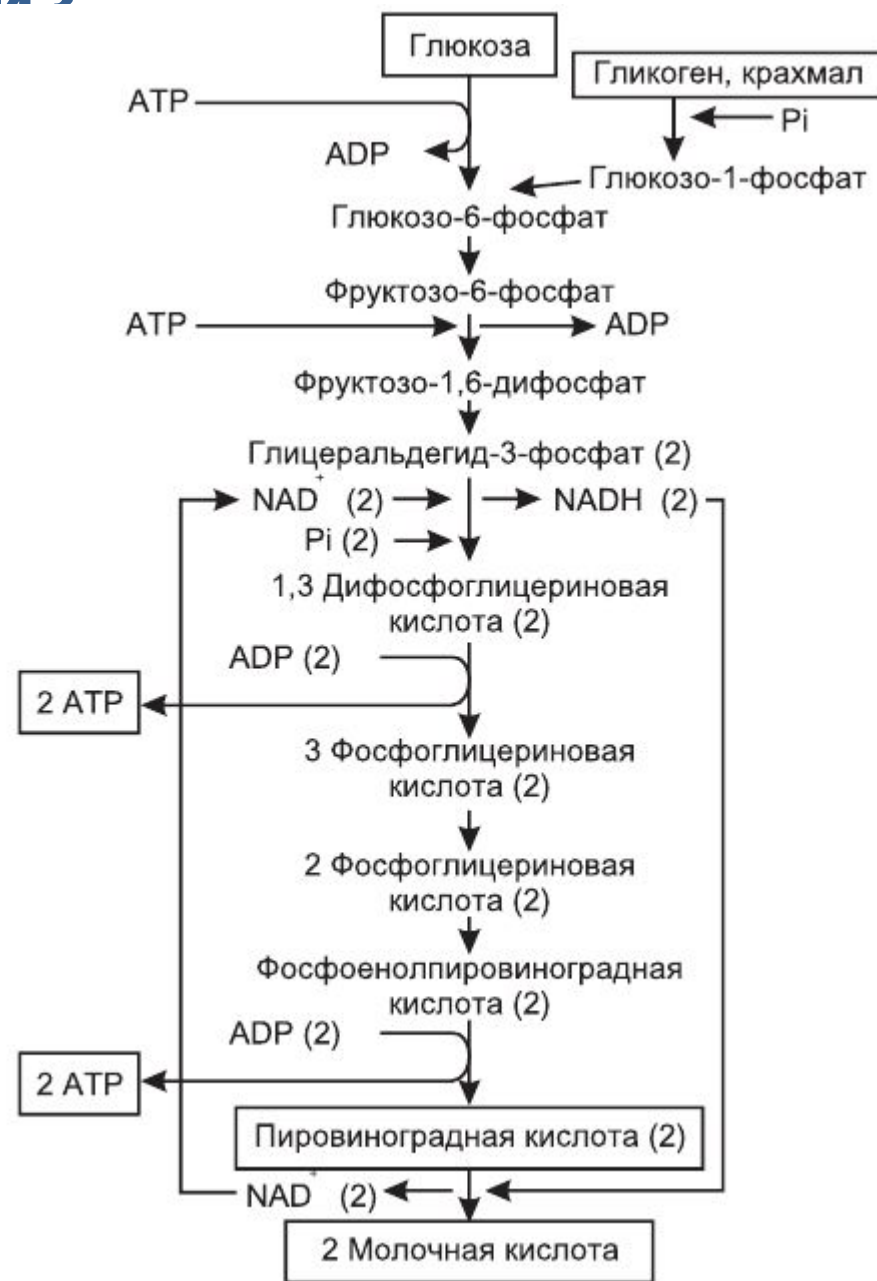 Глюкоза
Гликоген, крахмал
ATP
Pi
ADP
Глюкозо-1-фосфат
Глюкозо-6-фосфат
Фруктозо-6-фосфат
ATP
ADP
Фруктозо-1,6-дифосфат
Глицеральдегид-3-фосфат (2)
NAD+ (2)
NADH (2)
Pi (2)
1,3 Дифосфоглицериновая
кислота (2)
ADP (2)
2 ATP
3 Фосфоглицериновая
кислота (2)
2 Фосфоглицериновая
кислота (2)
Фосфоенолпировиноградная
кислота (2)
ADP (2)
2 ATP
Пировиноградная кислота (2)
NAD+ (2)
2 Молочная кислота